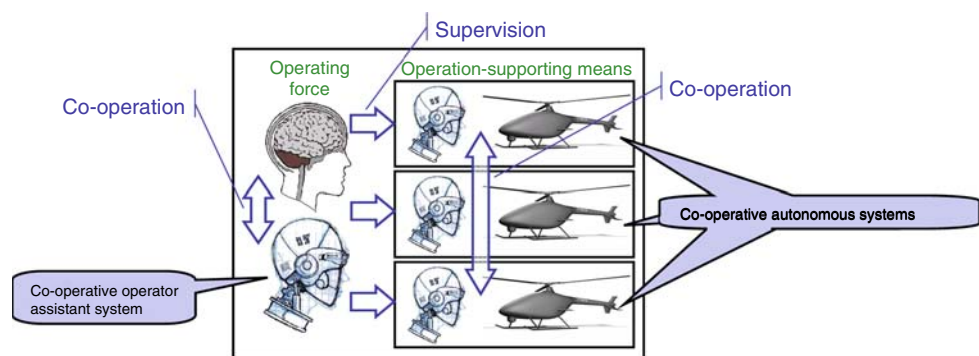 Supervision
Operating
force
Operation-supporting means
Co-operation
Co-operation
Co-operative autonomous systems
Co-operative operator
assistant system